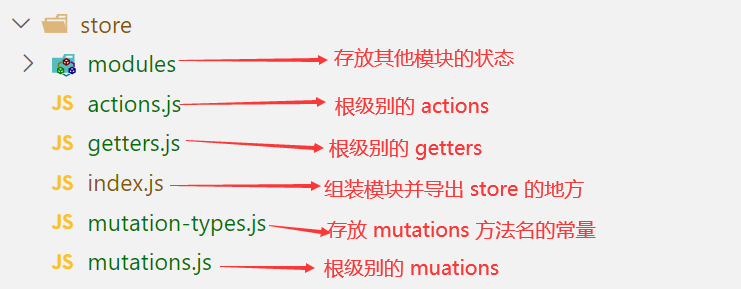 store
modules 存放其他模块的状态
JS actions.js 根级别的 actions
JS getters.js 根级别的 getters
JS index.js 组装模块并导出 store 的地方
JS mutation-types.js 存放 mutations 方法名的常量
JS mutations.js 根级别的 muations